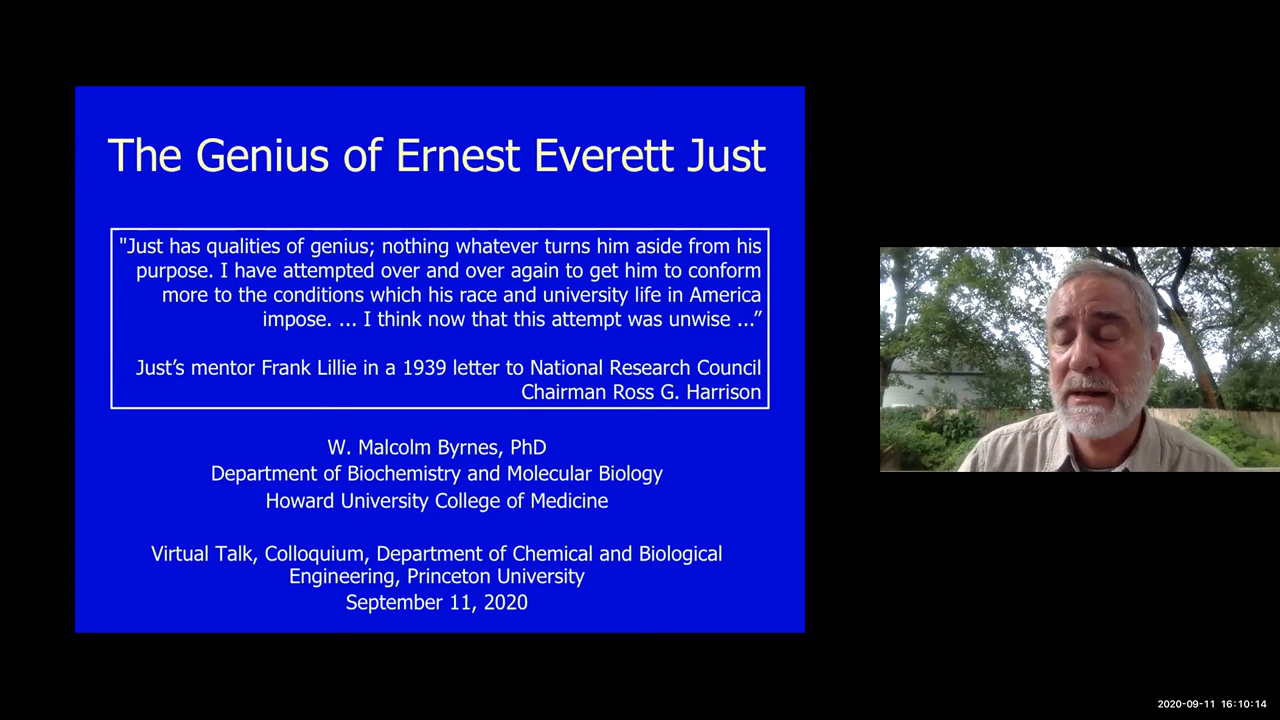 The Genius of Ernest Everett Just
"Just has qualities of genius; nothing whatever turns him aside from his
purpose. I have attempted over and over again to get him to conform
more to the conditions which his race and university life in America
impose. ... I think now that this attempt was unwise ...”
Just’s mentor Frank Lillie in a 1939 letter to National Research Council
Chairman Ross G. Harrison
W. Malcolm Byrnes, PhD
Department of Biochemistry and Molecular Biology
Howard University College of Medicine
Virtual Talk, Colloquium, Department of Chemical and Biological
Engineering, Princeton University
September 11, 2020
2020-09-11 16:10:14